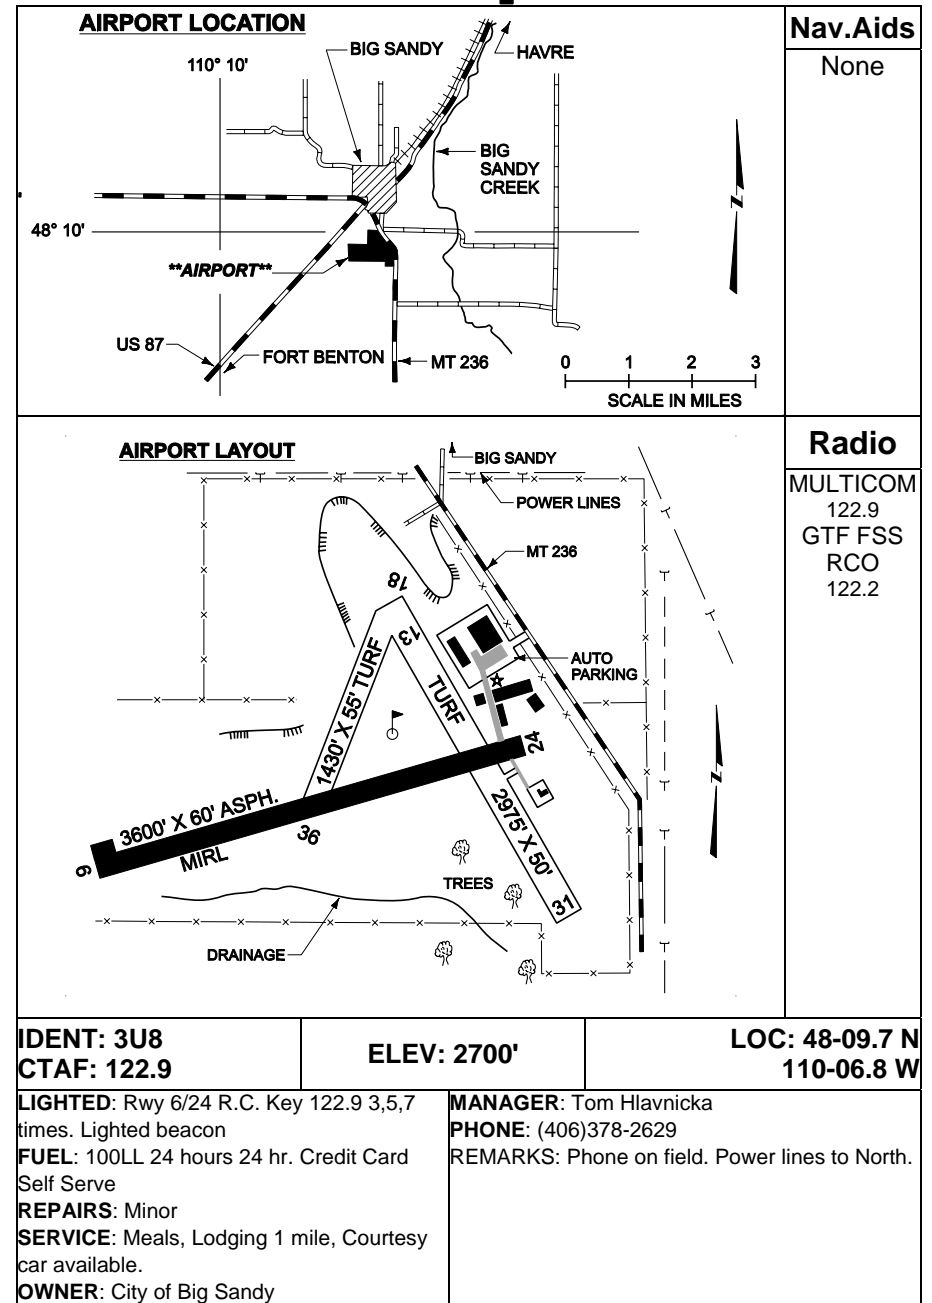 AIRPORT LOCATION
Nav.Aids
None
BIG SANDY
HAVRE
110° 10'
BIG
SANDY
CREEK
N
48° 10'
**AIRPORT**
US 87
FORT BENTON
MT 236
0 1 2 3
SCALE IN MILES
AIRPORT LAYOUT
Radio
MULTICOM
122.9
GTF FSS
RCO
122.2
BIG SANDY
POWER LINES
MT 236
18
13
AUTO
PARKING
1430' X 55' TURF
TURF
N
24
3600' X 60' ASPH.
2975' X 50'
36
MIRL
6
TREES
31
DRAINAGE
IDENT: 3U8
CTAF: 122.9
ELEV: 2700'
LOC: 48-09.7 N
110-06.8 W
LIGHTED: Rwy 6/24 R.C. Key 122.9 3,5,7
times. Lighted beacon
FUEL: 100LL 24 hours 24 hr. Credit Card
Self Serve
REPAIRS: Minor
SERVICE: Meals, Lodging 1 mile, Courtesy
car available.
OWNER: City of Big Sandy
MANAGER: Tom Hlavnicka
PHONE: (406)378-2629
REMARKS: Phone on field. Power lines to North.